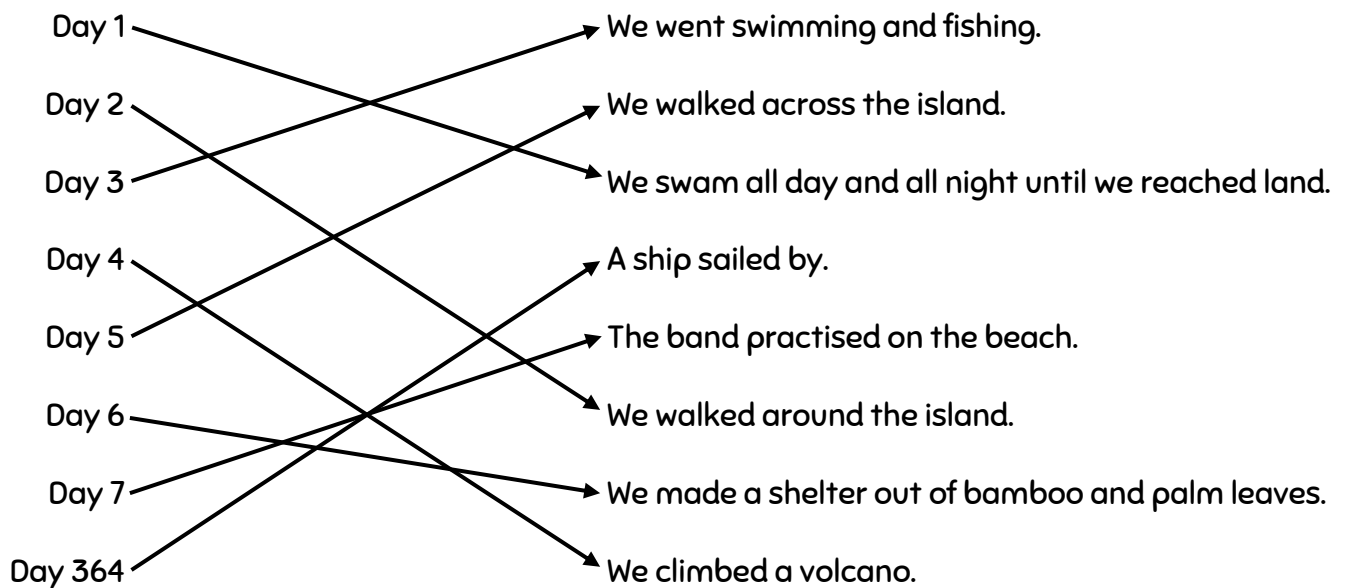 Day 1 We went swimming and fishing.
Day 2 We walked across the island.
Day 3 We swam all day and all night until we reached land.
Day 4 A ship sailed by.
Day 5 The band practised on the beach.
Day 6 We walked around the island.
Day 7 We made a shelter out of bamboo and palm leaves.
Day 364 We climbed a volcano.